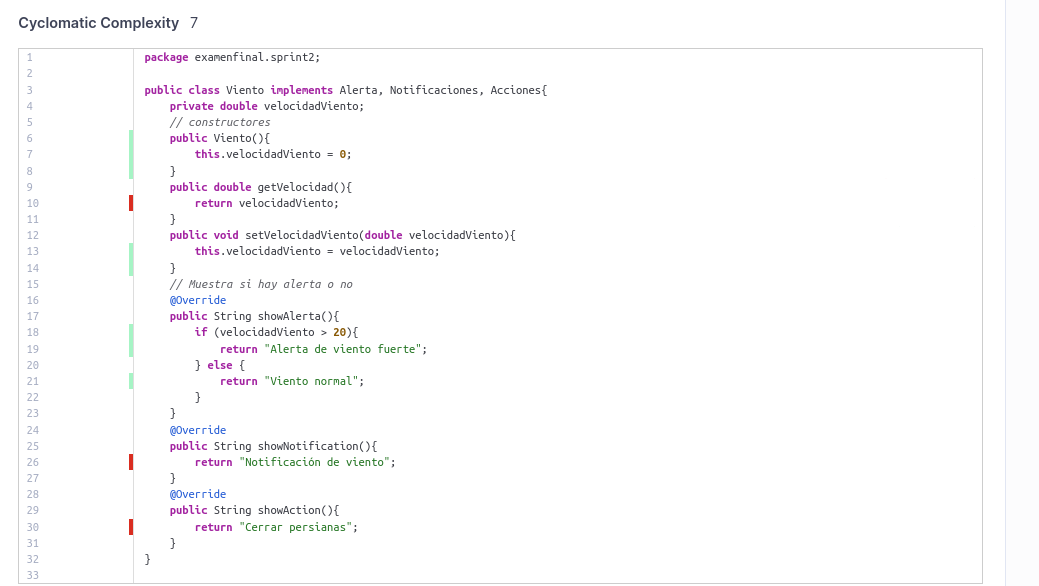 Cyclomatic Complexity 7
1 package examenfinal.sprint2;
2
3 public class Viento implements Alerta, Notificaciones, Acciones{
4 private double velocidadViento;
5 // constructores
6 public Viento(){
7 this.velocidadViento = 0;
8 }
9 public double getVelocidad(){
10 return velocidadViento;
11 }
12 public void setVelocidadViento(double velocidadViento){
13 this.velocidadViento = velocidadViento;
14 }
15 // Muestra si hay alerta o no
16 @Override
17 public String showAlerta(){
18 if (velocidadViento > 20){
19 return "Alerta de viento fuerte";
20 } else {
21 return "Viento normal";
22 }
23 }
24 @Override
25 public String showNotification(){
26 return "Notificación de viento";
27 }
28 @Override
29 public String showAction(){
30 return "Cerrar persianas";
31 }
32 }
33